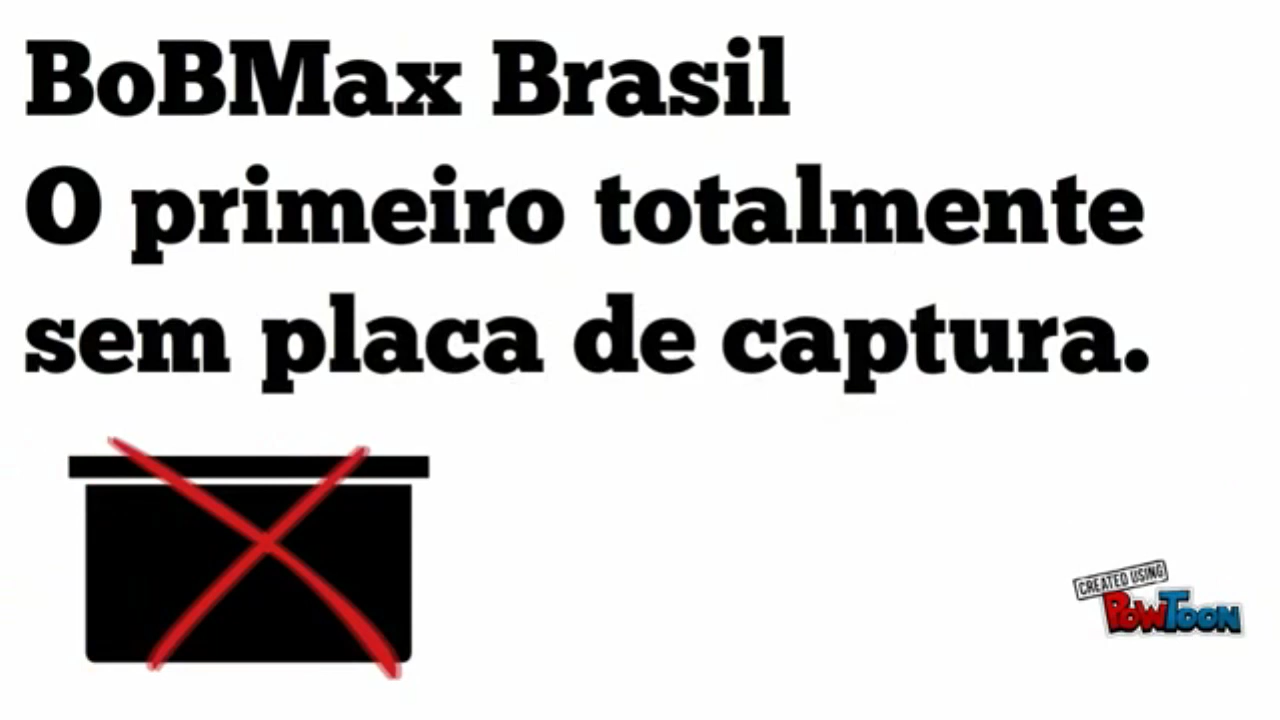 BoBMax Brasil
O primeiro totalmente
sem placa de captura.
CREATED USING
POWTOON